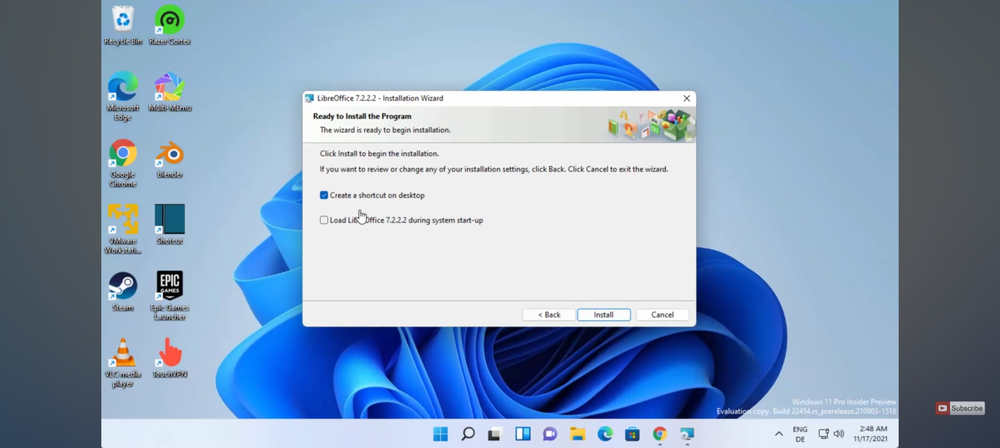 Recycle Bin
Razer Cortex
Microsoft
Edge
Multi-MEmu
Google
Chrome
blender
VMware
Workstati...
Shotcut
Steam
EPIC
GAMES
Epic Games
Launcher
VLC media
player
TouchVPN
LibreOffice 7.2.2.2 - Installation Wizard
Ready to Install the Program
The wizard is ready to begin installation.
Click Install to begin the installation.
If you want to review or change any of your installation settings, click Back. Click Cancel to exit the wizard.
Create a shortcut on desktop
Load Lib Office 7.2.2.2 during system start-up
< Back
Install
Cancel
Windows 11 Pro Insider Preview
Evaluation copy. Build 22454.rs_prerelease.210903-1516
Subscribe
ENG
DE
2:48 AM
11/17/2021